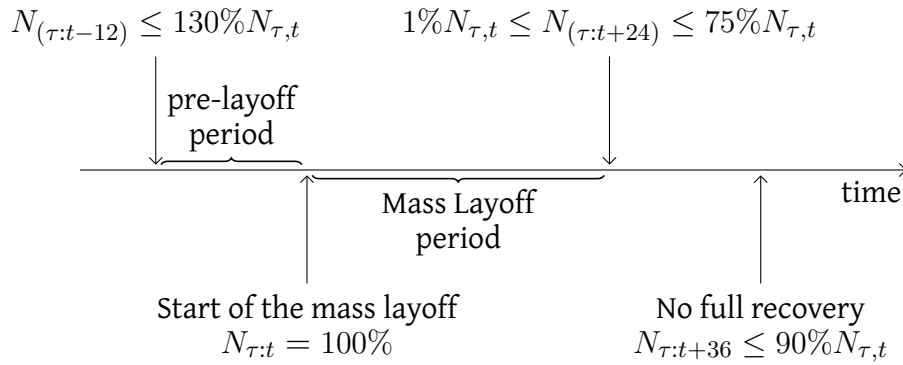 N_{(τ:t−12)} ≤ 130%N_{τ,t}
1%N_{τ,t} ≤ N_{(τ:t+24)} ≤ 75%N_{τ,t}
pre-layoff
period
time
Mass Layoff
period
Start of the mass layoff
N_{τ:t} = 100%
No full recovery
N_{τ:t+36} ≤ 90%N_{τ,t}